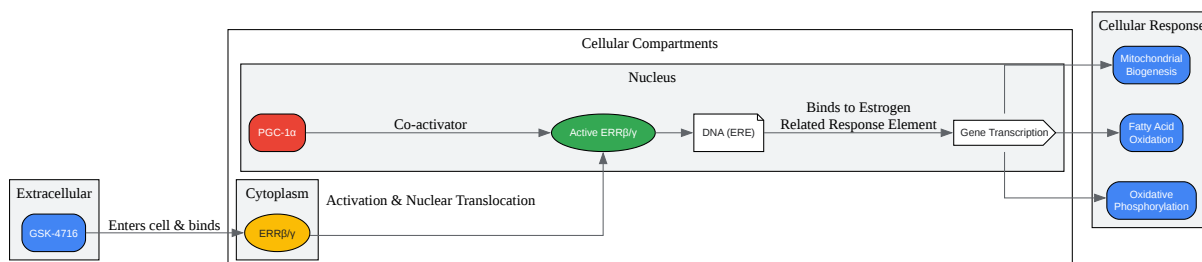 Cellular Response
Cellular Compartments
Mitochondrial
Biogenesis
Nucleus
PGC-1α
Co-activator
Active ERRβ/γ
DNA (ERE)
Binds to Estrogen
Related Response Element
Gene Transcription
Fatty Acid
Oxidation
Extracellular
GSK-4716
Enters cell & binds
Cytoplasm
ERRβ/γ
Activation & Nuclear Translocation
Oxidative
Phosphorylation